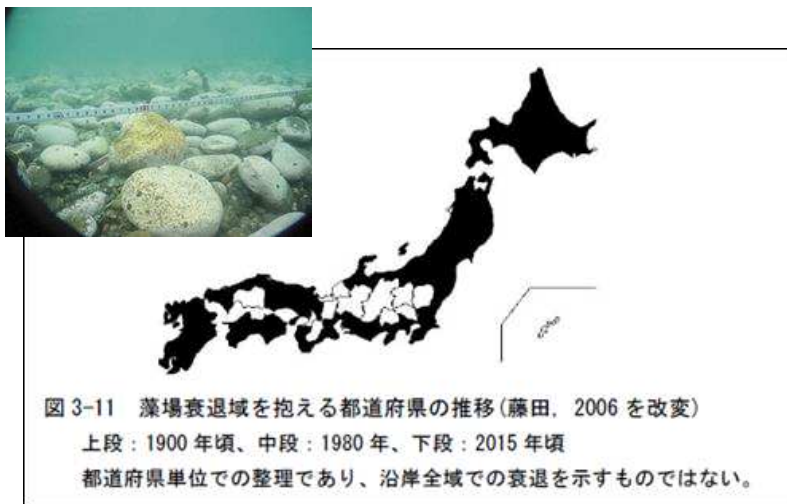 図 3-11　藻場衰退域を抱える都道府県の推移(藤田, 2006 を改変)
上段：1900 年頃、中段：1980 年、下段：2015 年頃
都道府県単位での整理であり、沿岸全域での衰退を示すものではない。